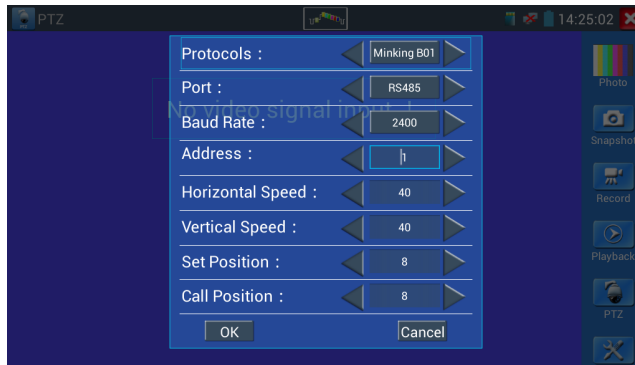 PTZ 14:25:02
Protocols : Minking B01
Port : RS485
No video signal input
Baud Rate : 2400
Address : 1
Horizontal Speed : 40
Vertical Speed : 40
Set Position : 8
Call Position : 8
OK Cancel
Photo
Snapshot
Record
Playback
PTZ